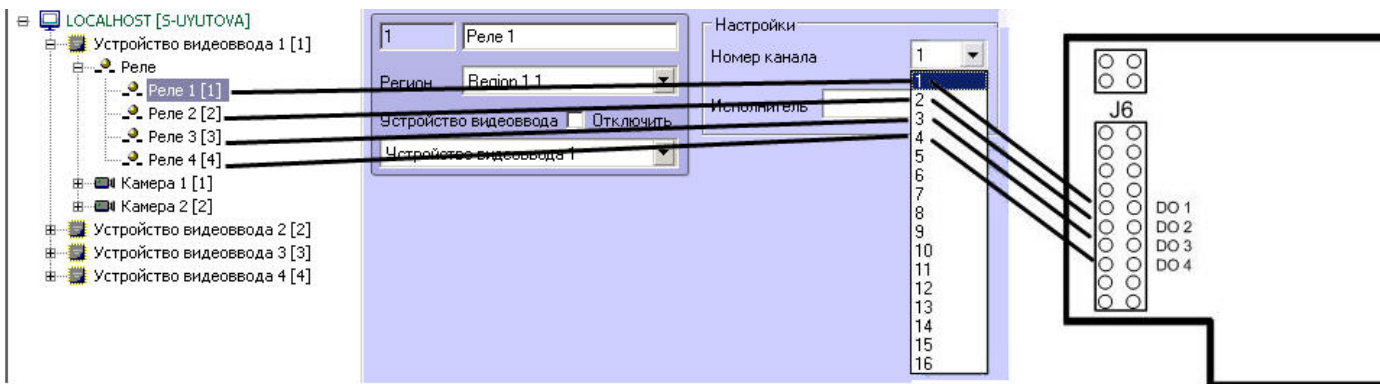 LOCALHOST [S-UYUTOVA]
Устройство видеоввода 1 [1]
Реле
Реле 1 [1]
Реле 2 [2]
Реле 3 [3]
Реле 4 [4]
Камера 1 [1]
Камера 2 [2]
Устройство видеоввода 2 [2]
Устройство видеоввода 3 [3]
Устройство видеоввода 4 [4]
1
Реле 1
Регион
Region 1.1
Устройство видеоввода
Отключить
Устройство видеоввода 1
Настройки
Номер канала
1
Исполнитель
1
2
3
4
5
6
7
8
9
10
11
12
13
14
15
16
J6
DO 1
DO 2
DO 3
DO 4